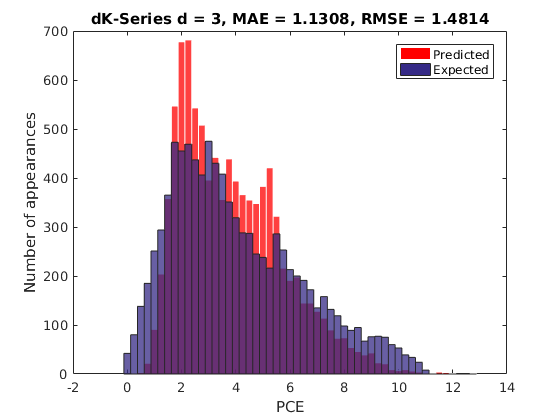 dK-Series d = 3, MAE = 1.1308, RMSE = 1.4814
Predicted
Expected
Number of appearances
700
600
500
400
300
200
100
0
-2 0 2 4 6 8 10 12 14
PCE